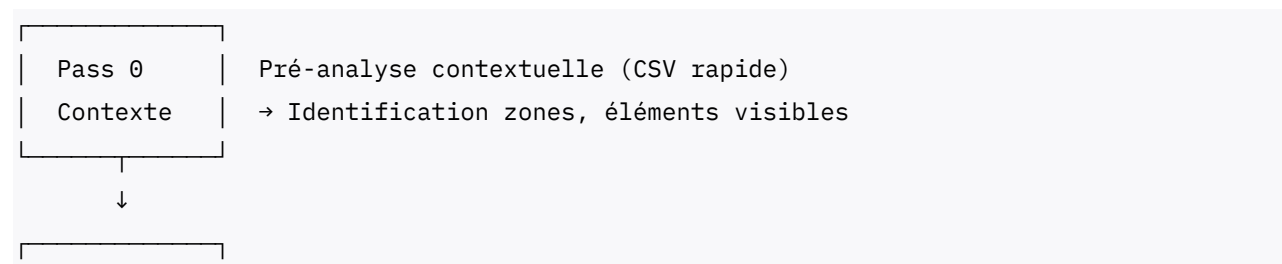 Pass 0 Pré-analyse contextuelle (CSV rapide)
Contexte → Identification zones, éléments visibles
↓